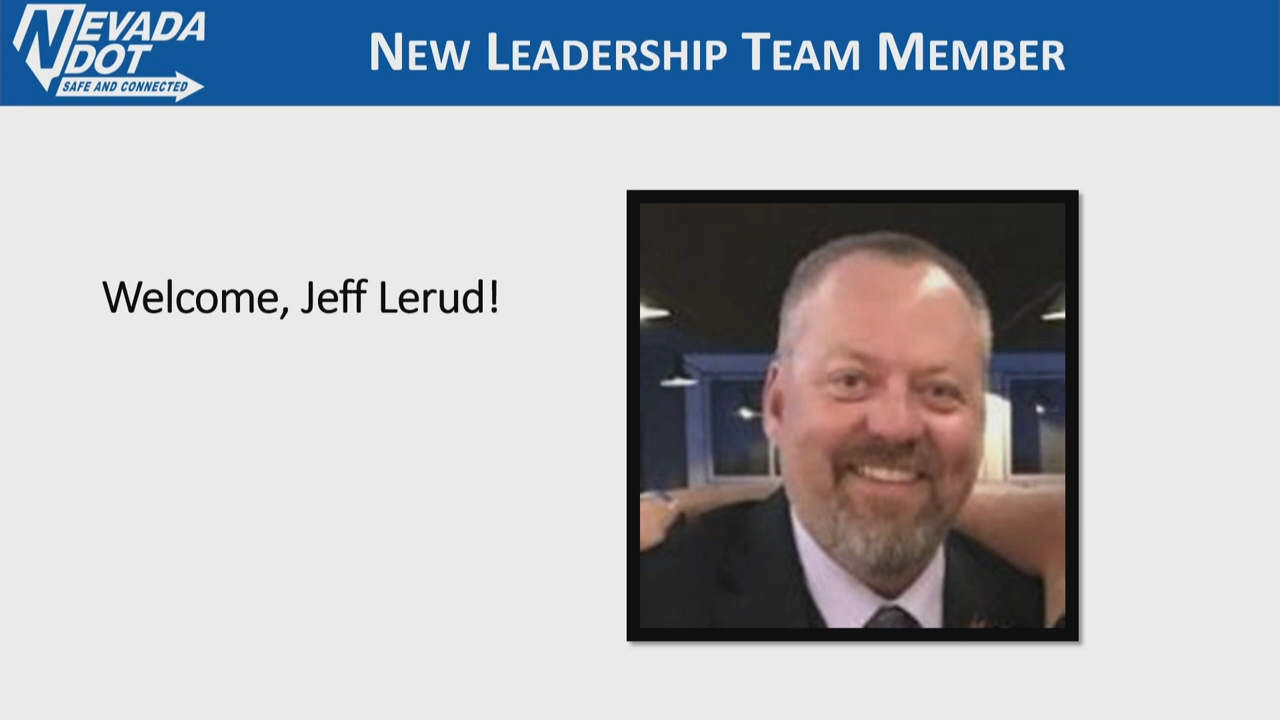 NEVADA
DOT
SAFE AND CONNECTED
NEW LEADERSHIP TEAM MEMBER
Welcome, Jeff Lerud!